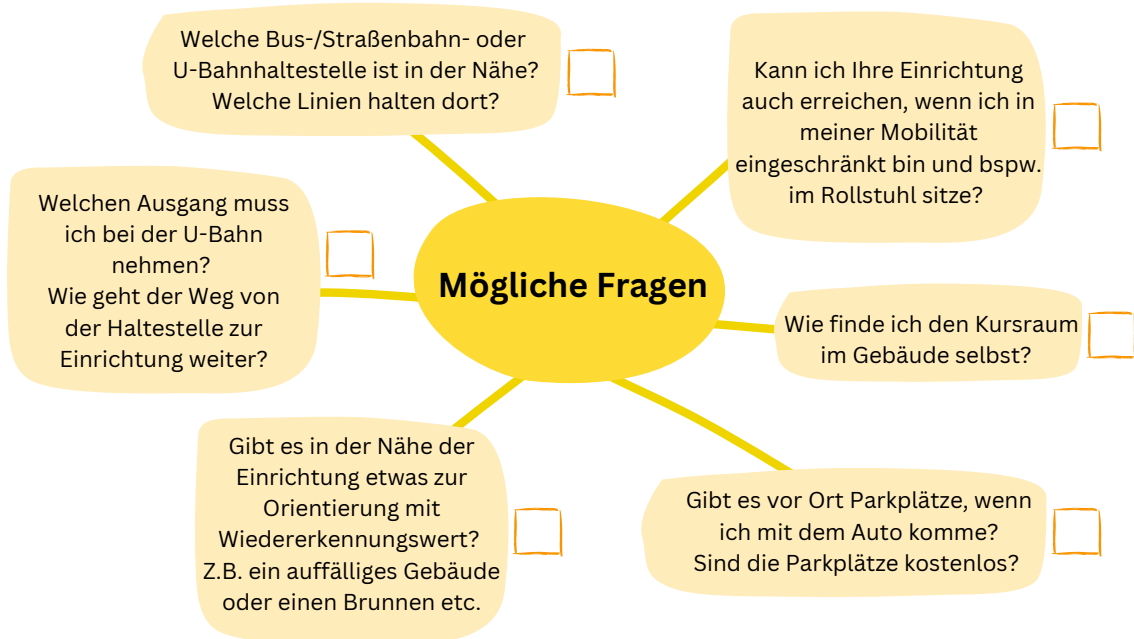 Welche Bus-/Straßenbahn- oder
U-Bahnhaltestelle ist in der Nähe?
Welche Linien halten dort?
Kann ich Ihre Einrichtung
auch erreichen, wenn ich in
meiner Mobilität
eingeschränkt bin und bspw.
im Rollstuhl sitze?
Welchen Ausgang muss
ich bei der U-Bahn
nehmen?
Wie geht der Weg von
der Haltestelle zur
Einrichtung weiter?
Mögliche Fragen
Wie finde ich den Kursraum
im Gebäude selbst?
Gibt es in der Nähe der
Einrichtung etwas zur
Orientierung mit
Wiedererkennungswert?
Z.B. ein auffälliges Gebäude
oder einen Brunnen etc.
Gibt es vor Ort Parkplätze, wenn
ich mit dem Auto komme?
Sind die Parkplätze kostenlos?